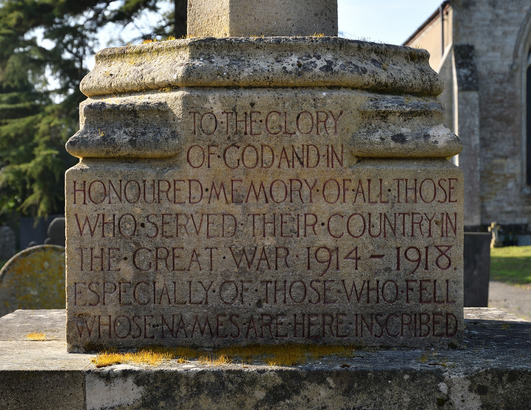 TO·THE·GLORY
OF·GOD AND·IN
HONOURED·MEMORY·OF·ALL·THOSE
WHO·SERVED·THEIR·COUNTRY·IN
THE·GREAT·WAR 1914-1918·
ESPECIALLY·OF·THOSE·WHO·FELL
WHOSE·NAMES·ARE·HERE·INSCRIBED